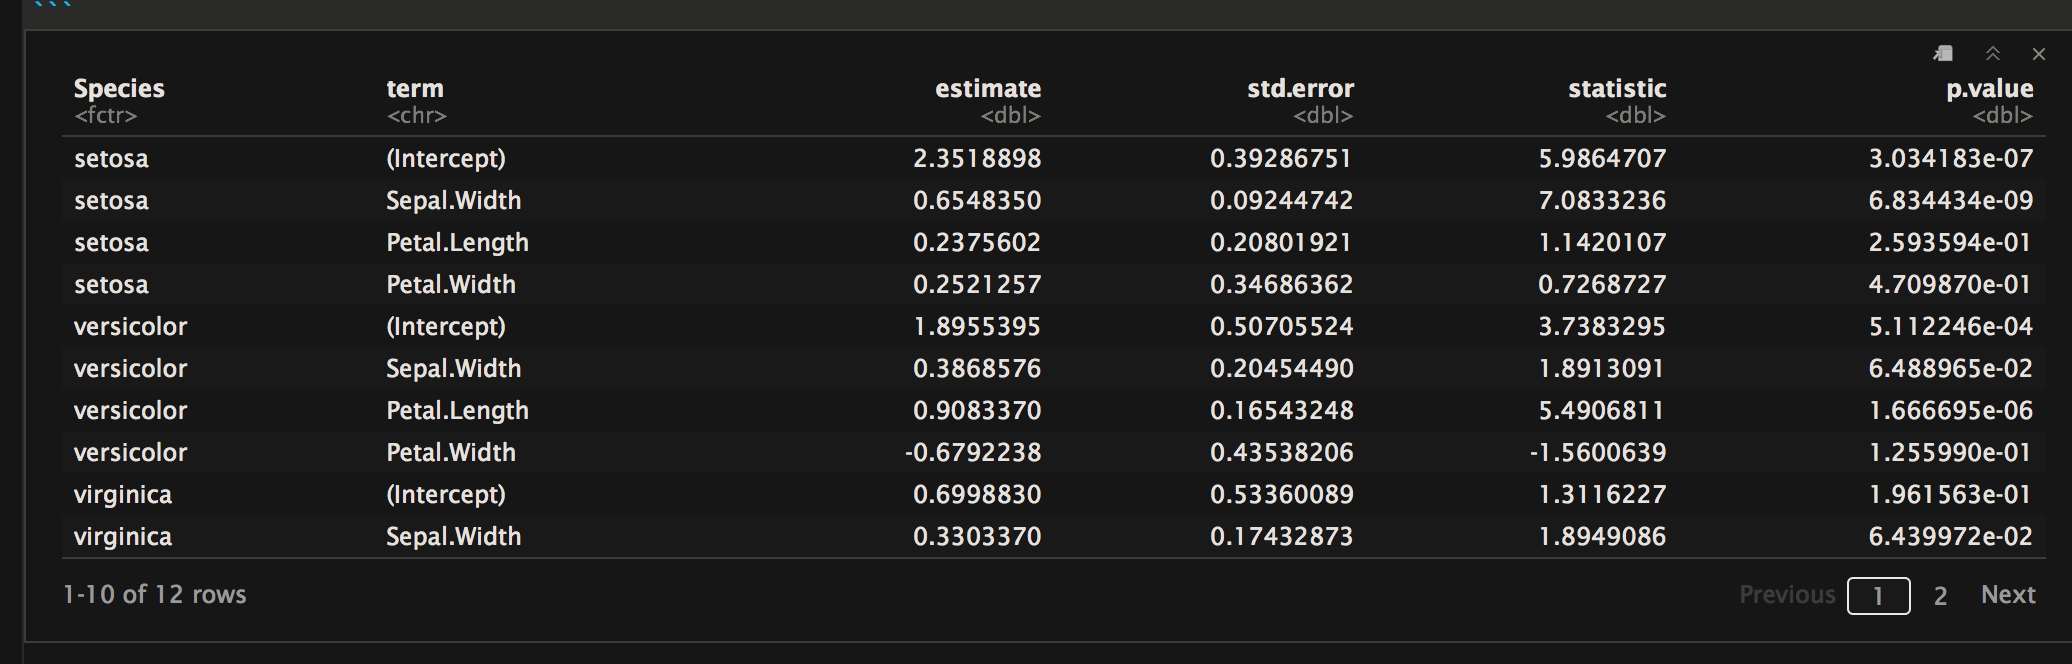 ```
Species term estimate std.error statistic p.value
<fctr> <chr> <dbl> <dbl> <dbl> <dbl>
setosa (Intercept) 2.3518898 0.39286751 5.9864707 3.034183e-07
setosa Sepal.Width 0.6548350 0.09244742 7.0833236 6.834434e-09
setosa Petal.Length 0.2375602 0.20801921 1.1420107 2.593594e-01
setosa Petal.Width 0.2521257 0.34686362 0.7268727 4.709870e-01
versicolor (Intercept) 1.8955395 0.50705524 3.7383295 5.112246e-04
versicolor Sepal.Width 0.3868576 0.20454490 1.8913091 6.488965e-02
versicolor Petal.Length 0.9083370 0.16543248 5.4906811 1.666695e-06
versicolor Petal.Width -0.6792238 0.43538206 -1.5600639 1.255990e-01
virginica (Intercept) 0.6998830 0.53360089 1.3116227 1.961563e-01
virginica Sepal.Width 0.3303370 0.17432873 1.8949086 6.439972e-02
1-10 of 12 rows Previous 1 2 Next